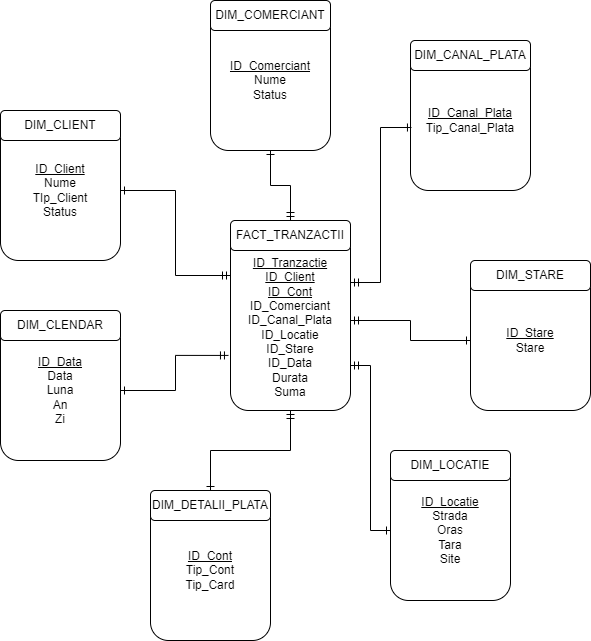 DIM_COMERCIANT
ID_Comerciant
Nume
Status
DIM_CANAL_PLATA
ID_Canal_Plata
Tip_Canal_Plata
DIM_CLIENT
ID_Client
Nume
TIp_Client
Status
FACT_TRANZACTII
ID_Tranzactie
ID_Client
ID_Cont
ID_Comerciant
ID_Canal_Plata
ID_Locatie
ID_Stare
ID_Data
Durata
Suma
DIM_STARE
ID_Stare
Stare
DIM_CLENDAR
ID_Data
Data
Luna
An
Zi
DIM_LOCATIE
ID_Locatie
Strada
Oras
Tara
Site
DIM_DETALII_PLATA
ID_Cont
Tip_Cont
Tip_Card